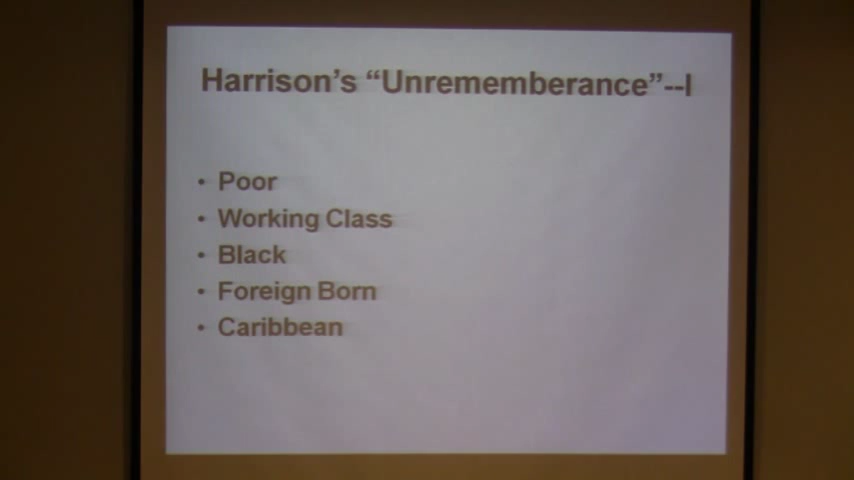 Harrison's “Unrememberance”--I
• Poor
• Working Class
• Black
• Foreign Born
• Caribbean